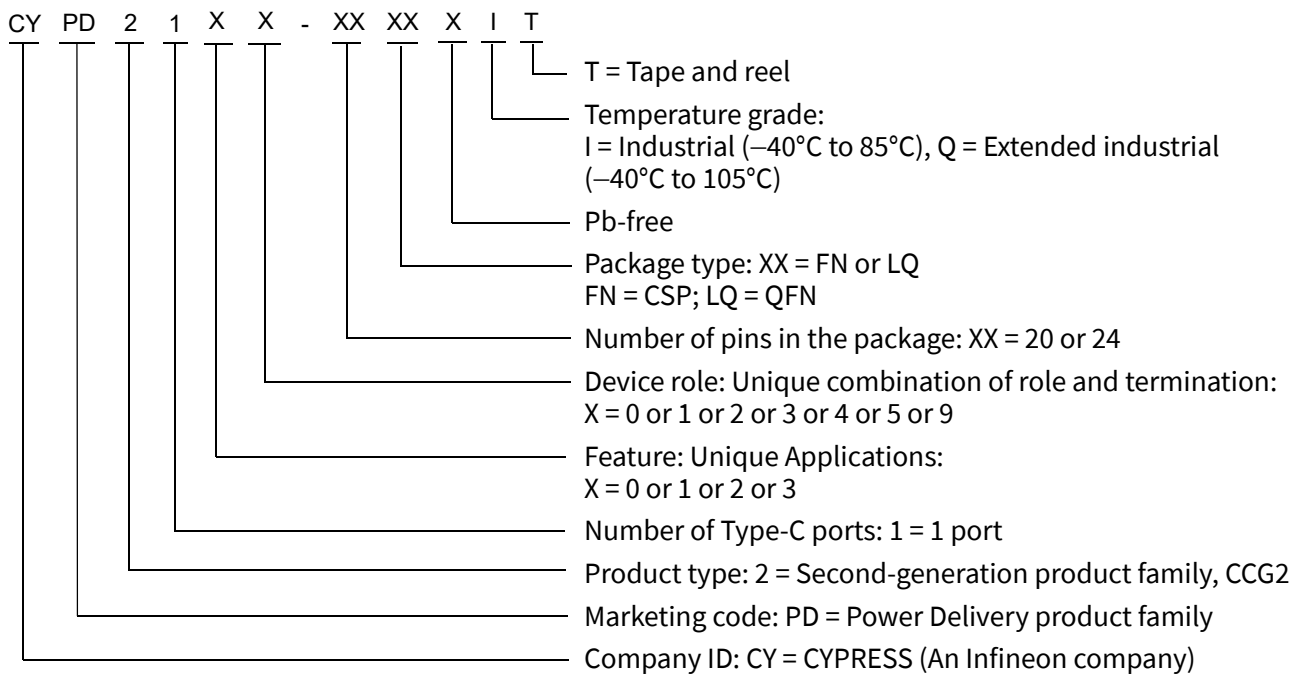 CY PD 2 1 X X - XX XX X I T
T = Tape and reel
Temperature grade:
I = Industrial (–40°C to 85°C), Q = Extended industrial
(–40°C to 105°C)
Pb-free
Package type: XX = FN or LQ
FN = CSP; LQ = QFN
Number of pins in the package: XX = 20 or 24
Device role: Unique combination of role and termination:
X = 0 or 1 or 2 or 3 or 4 or 5 or 9
Feature: Unique Applications:
X = 0 or 1 or 2 or 3
Number of Type-C ports: 1 = 1 port
Product type: 2 = Second-generation product family, CCG2
Marketing code: PD = Power Delivery product family
Company ID: CY = CYPRESS (An Infineon company)